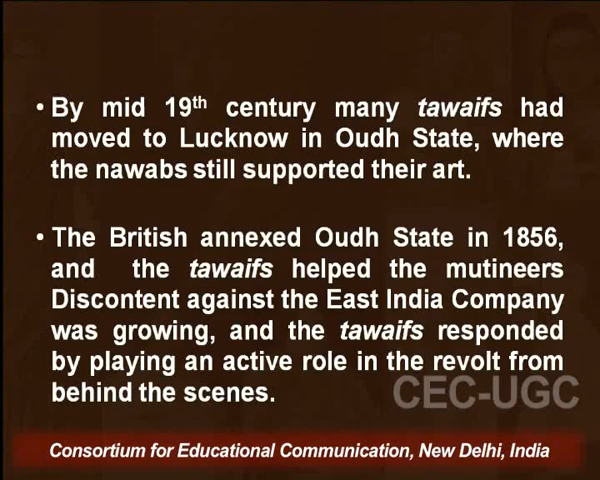 • By mid 19th century many tawaifs had
moved to Lucknow in Oudh State, where
the nawabs still supported their art.
• The British annexed Oudh State in 1856,
and the tawaifs helped the mutineers
Discontent against the East India Company
was growing, and the tawaifs responded
by playing an active role in the revolt from
behind the scenes.
CEC-UGC
Consortium for Educational Communication, New Delhi, India